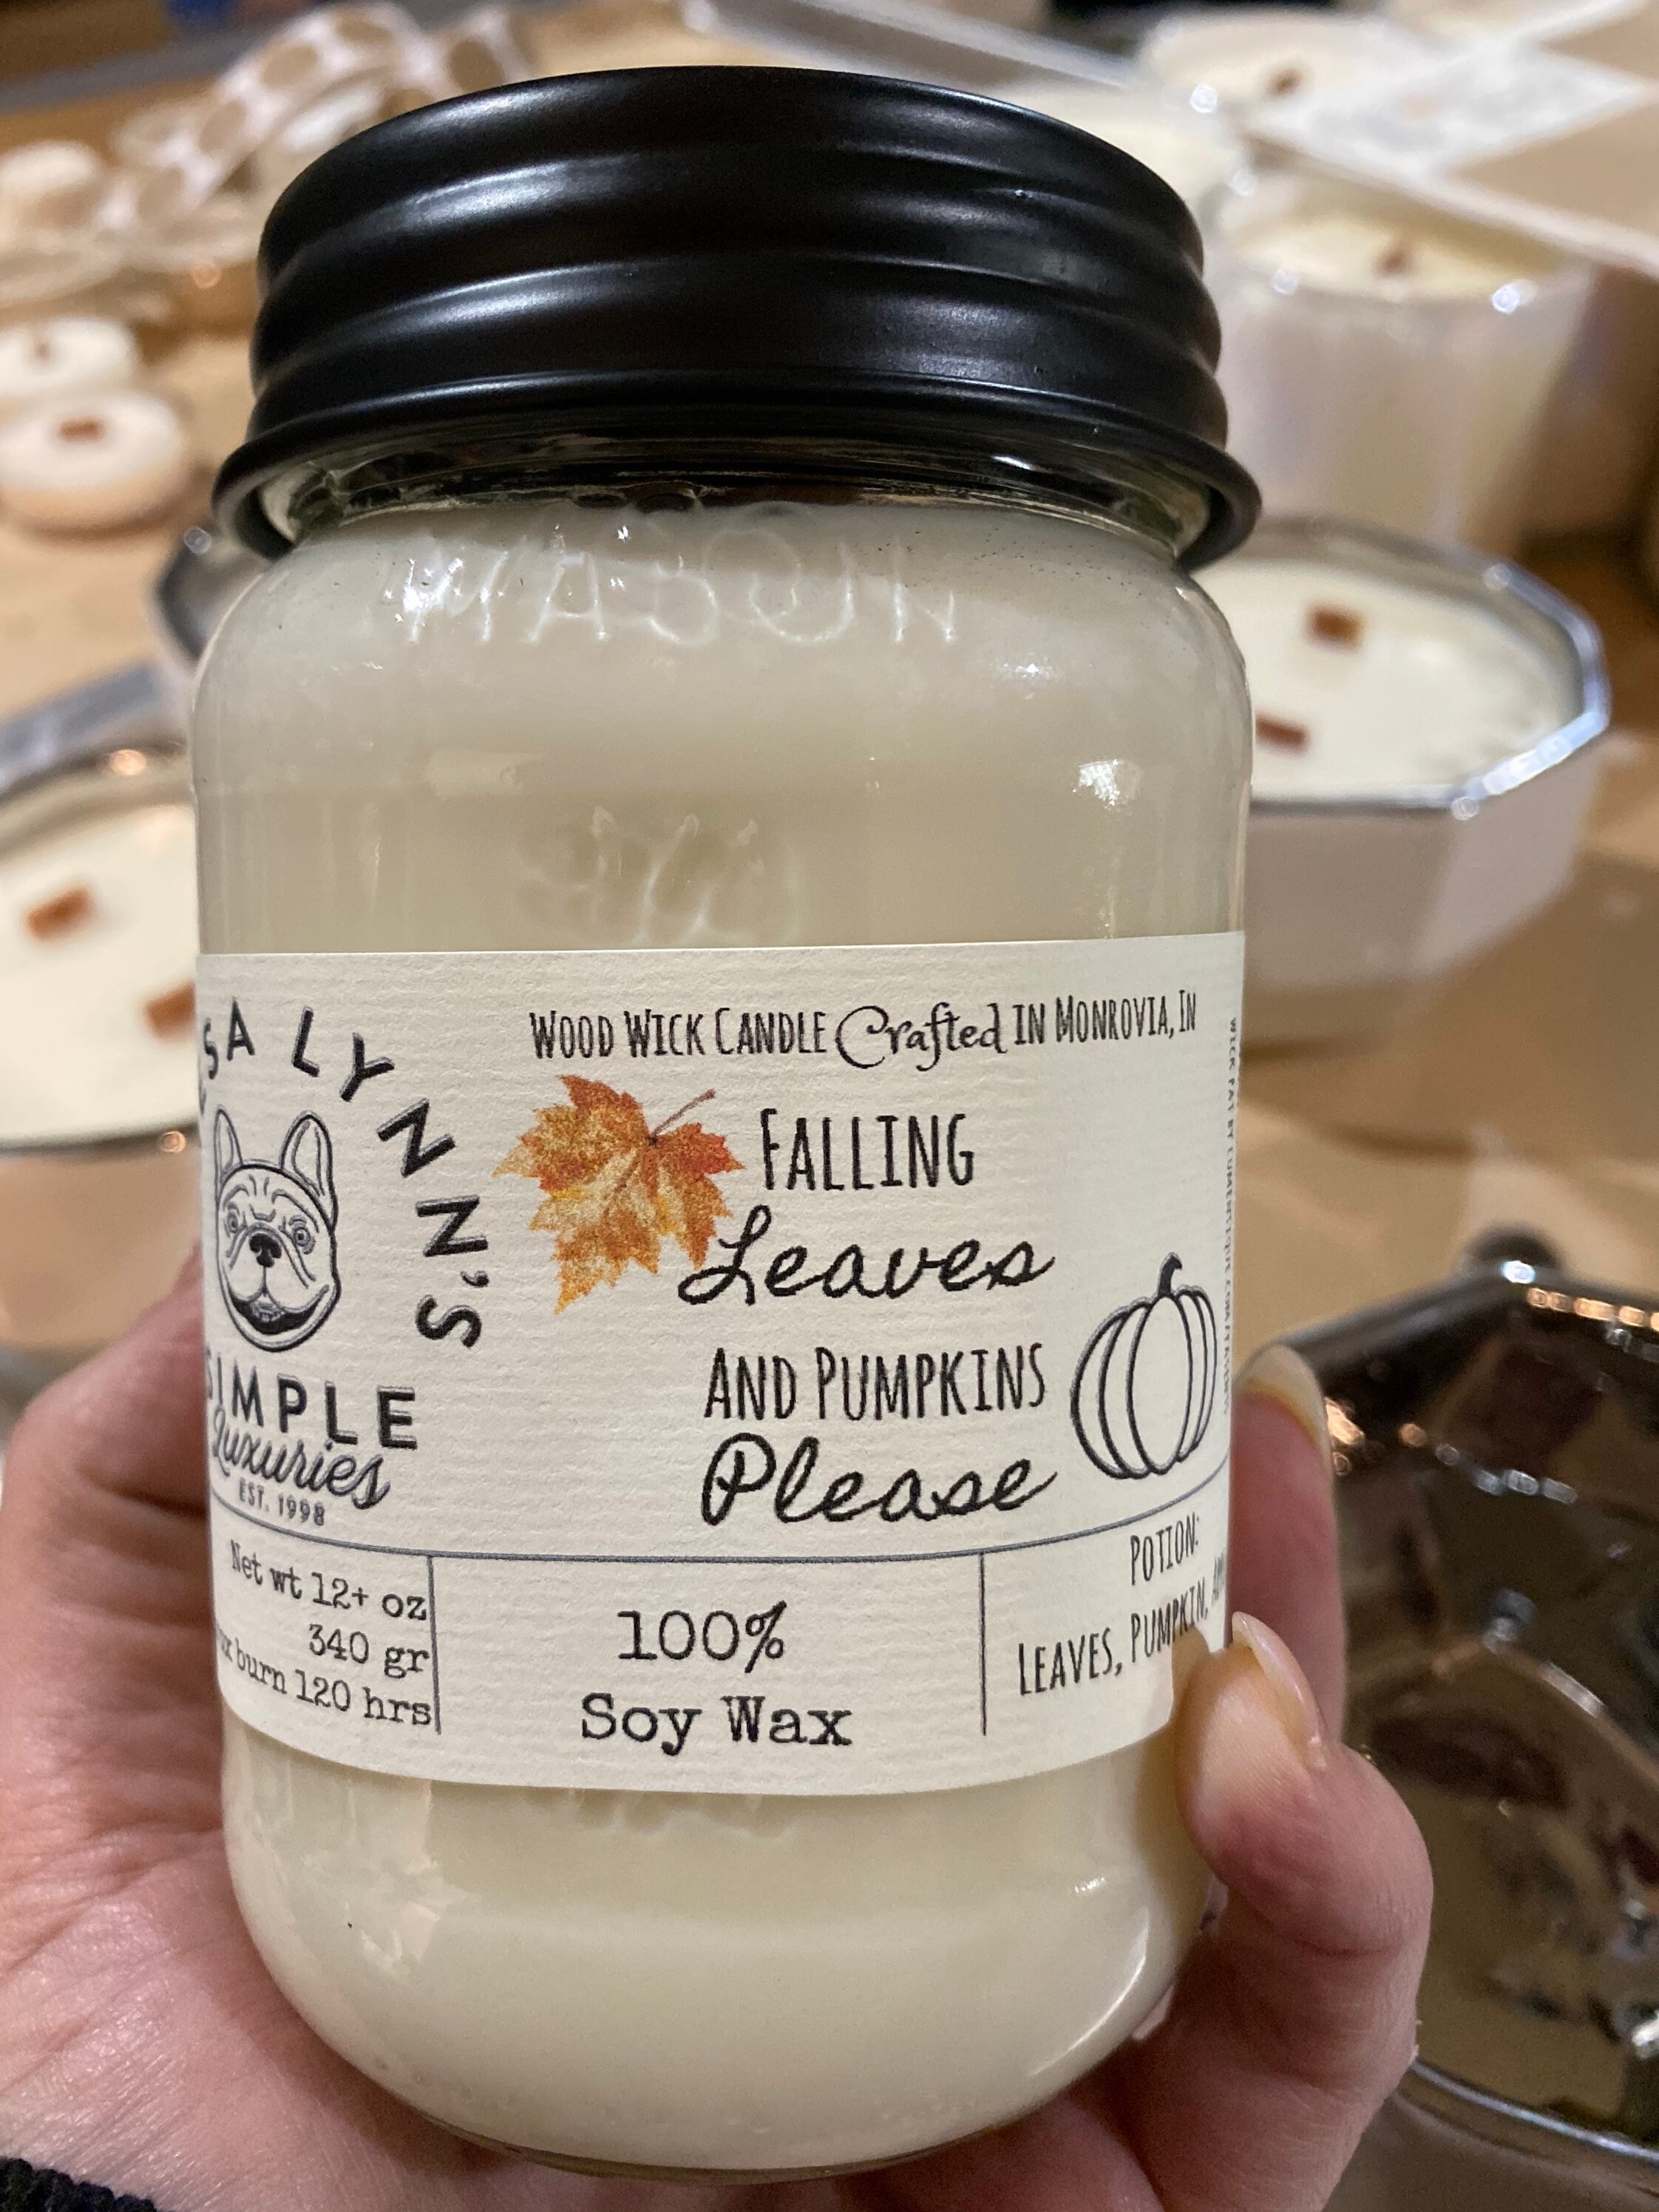 MASON
WOOD WICK CANDLE Crafted IN MONROVIA, IN
SA LYNN'S
SIMPLE
Luxuries
EST. 1998
FALLING
Leaves
AND PUMPKINS
Please
Net wt 12+ oz
340 gr
burn 120 hrs
100%
Soy Wax
POTION:
LEAVES, PUMPKIN,